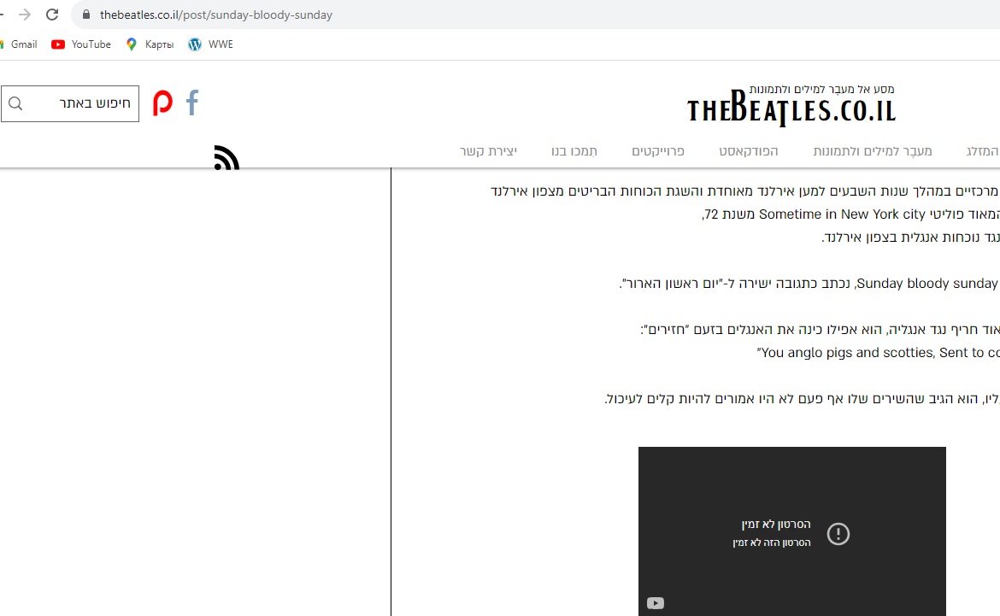 thebeatles.co.il/post/sunday-bloody-sunday
Gmail YouTube Карты WWE
מסע אל מעבֶר למילים ולתמונות
THEBEATLES.CO.IL
חיפוש באתר
המזלג מעבֶר למילים ולתמונות הפודקאסט פרוייקטים תִמכו בנו יצירת קשר
מרכזיים במהלך שנות השבעים למען אירלנד מאוחדת והשגת הכוחות הבריטים מצפון אירלנד
המאוד פוליטי Sometime in New York city משנת 72,
נגד נוכחות אנגלית בצפון אירלנד.
Sunday bloody sunday, נכתב כתגובה ישירה ל-"יום ראשון הארור".
חריף נגד אנגליה, הוא אפילו כינה את האנגלים בזעם "חזירים":
"You anglo pigs and scotties, Sent to
הוא הגיב שהשירים שלו אף פעם לא היו אמורים להיות קלים לעיכול.
הסרטון לא זמין
הסרטון הזה לא זמין